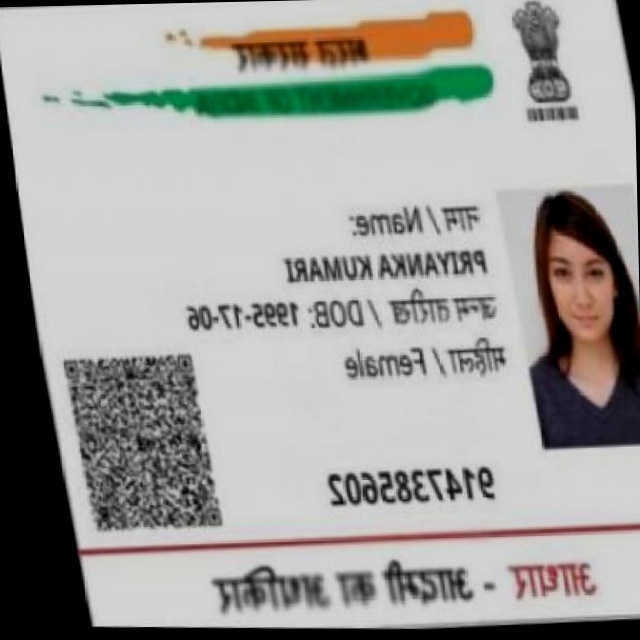 भारत सरकार
GOVERNMENT OF INDIA
नाम / Name:
PRIYANKA KUMARI
जन्म तारीख / DOB: 1995-17-06
महिला / Female
9147385602
आधार - आदमी का अधिकार